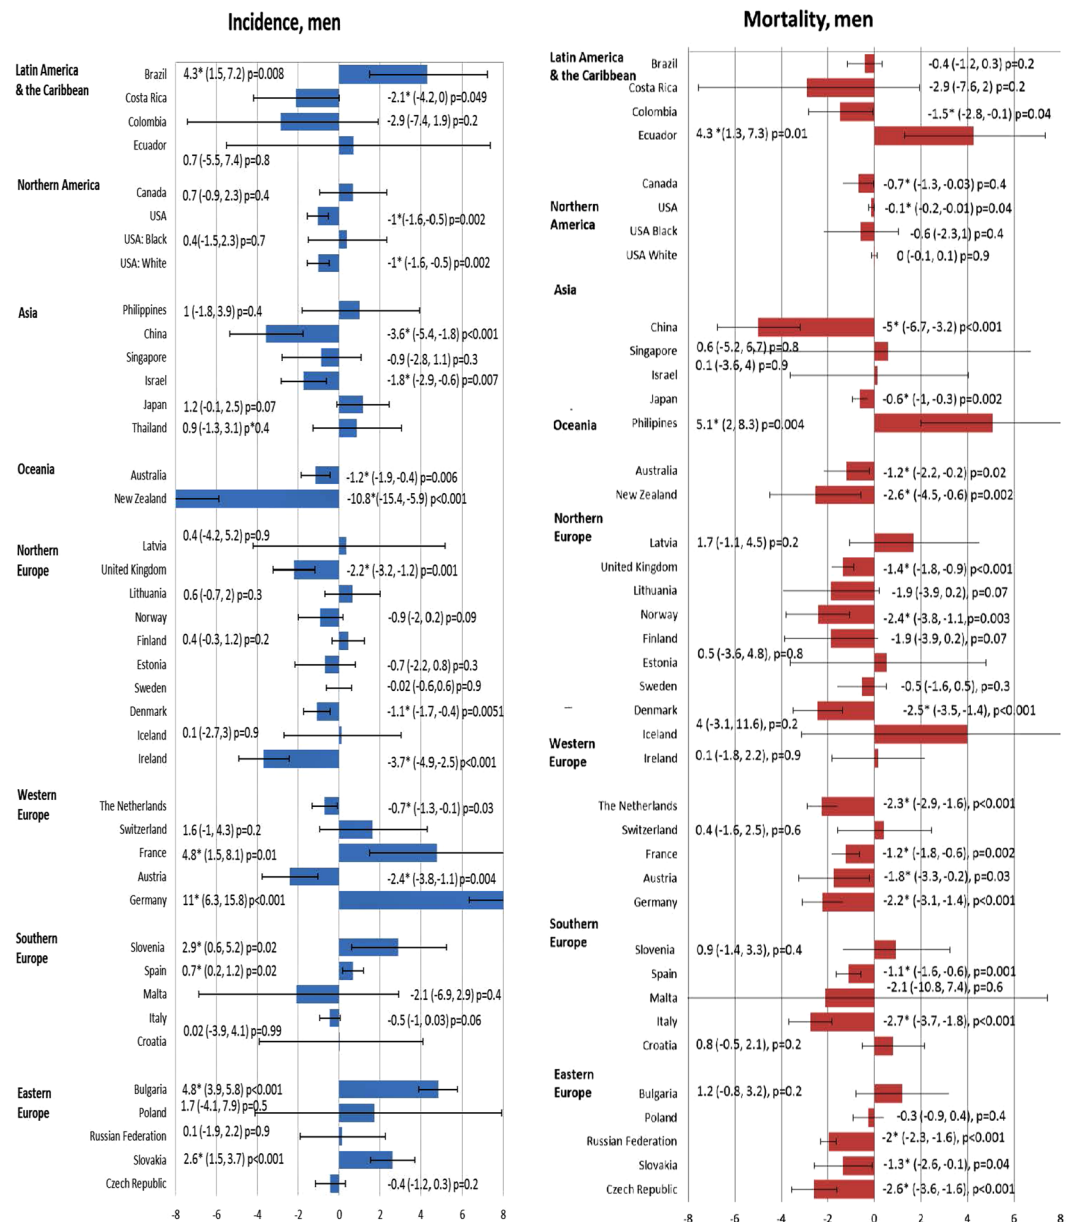 Incidence, men
Latin America
& the Caribbean
Brazil 4.3* (1.5, 7.2) p=0.008
Costa Rica -2.1* (-4.2, 0) p=0.049
Colombia -2.9 (-7.4, 1.9) p=0.2
Ecuador
0.7 (-5.5, 7.4) p=0.8
Northern America
Canada 0.7 (-0.9, 2.3) p=0.4
USA -1*(-1.6,-0.5) p=0.002
USA: Black 0.4(-1.5,2.3) p=0.7
USA: White -1* (-1.6, -0.5) p=0.002
Asia
Philippines 1 (-1.8, 3.9) p=0.4
China -3.6* (-5.4, -1.8) p<0.001
Singapore -0.9 (-2.8, 1.1) p=0.3
Israel -1.8* (-2.9, -0.6) p=0.007
Japan 1.2 (-0.1, 2.5) p=0.07
Thailand 0.9 (-1.3, 3.1) p*0.4
Oceania
Australia -1.2* (-1.9, -0.4) p=0.006
New Zealand -10.8*(-15.4, -5.9) p<0.001
Northern
Europe
Latvia 0.4 (-4.2, 5.2) p=0.9
United Kingdom -2.2* (-3.2, -1.2) p=0.001
Lithuania 0.6 (-0.7, 2) p=0.3
Norway -0.9 (-2, 0.2) p=0.09
Finland 0.4 (-0.3, 1.2) p=0.2
Estonia -0.7 (-2.2, 0.8) p=0.3
Sweden -0.02 (-0.6,0.6) p=0.9
Denmark -1.1* (-1.7, -0.4) p=0.0051
Iceland 0.1 (-2.7,3) p=0.9
Ireland -3.7* (-4.9, -2.5) p<0.001
Western
Europe
The Netherlands -0.7* (-1.3, -0.1) p=0.03
Switzerland 1.6 (-1, 4.3) p=0.2
France 4.8* (1.5, 8.1) p=0.01
Austria -2.4* (-3.8, -1.1) p=0.004
Germany 11* (6.3, 15.8) p<0.001
Southern
Europe
Slovenia 2.9* (0.6, 5.2) p=0.02
Spain 0.7* (0.2, 1.2) p=0.02
Malta -2.1 (-6.9, 2.9) p=0.4
Italy -0.5 (-1, 0.03) p=0.06
0.02 (-3.9, 4.1) p=0.99
Croatia
Eastern
Europe
Bulgaria 4.8* (3.9, 5.8) p<0.001
Poland 1.7 (-4.1, 7.9) p=0.5
Russian Federation 0.1 (-1.9, 2.2) p=0.9
Slovakia 2.6* (1.5, 3.7) p<0.001
Czech Republic -0.4 (-1.2, 0.3) p=0.2
-8 -6 -4 -2 0 2 4 6 8
Mortality, men
Latin America
& the Caribbean
Brazil -0.4 (-1.2, 0.3) p=0.2
Costa Rica -2.9 (-7.6, 2) p=0.2
Colombia -1.5* (-2.8, -0.1) p=0.04
Ecuador 4.3 *(1.3, 7.3) p=0.01
Northern
America
Canada -0.7* (-1.3, -0.03) p=0.4
USA -0.1* (-0.2, -0.01) p=0.04
USA Black -0.6 (-2.3,1) p=0.4
USA White 0 (-0.1, 0.1) p=0.9
Asia
China -5* (-6.7, -3.2) p<0.001
Singapore 0.6 (-5.2, 6.7) p=0.8
Israel 0.1 (-3.6, 4) p=0.9
Japan -0.6* (-1, -0.3) p=0.002
Oceania
Philipines 5.1* (2, 8.3) p=0.004
Australia -1.2* (-2.2, -0.2) p=0.02
New Zealand -2.6* (-4.5, -0.6) p=0.002
Northern
Europe
Latvia 1.7 (-1.1, 4.5) p=0.2
United Kingdom -1.4* (-1.8, -0.9) p<0.001
Lithuania -1.9 (-3.9, 0.2), p=0.07
Norway -2.4* (-3.8, -1.1,p=0.003
Finland -1.9 (-3.9, 0.2), p=0.07
Estonia 0.5 (-3.6, 4.8) p=0.8
Sweden -0.5 (-1.6, 0.5), p=0.3
Denmark -2.5* (-3.5, -1.4), p<0.001
Iceland 4 (-3.1, 11.6), p=0.2
Western
Europe
Ireland 0.1 (-1.8, 2.2) p=0.9
The Netherlands -2.3* (-2.9, -1.6), p<0.001
Switzerland 0.4 (-1.6, 2.5), p=0.6
France -1.2* (-1.8, -0.6), p=0.002
Austria -1.8* (-3.3, -0.2), p=0.03
Germany -2.2* (-3.1, -1.4), p<0.001
Southern
Europe
Slovenia 0.9 (-1.4, 3.3), p=0.4
Spain -1.1* (-1.6, -0.6), p=0.001
Malta -2.1 (-10.8, 7.4), p=0.6
Italy -2.7* (-3.7, -1.8), p<0.001
Croatia 0.8 (-0.5, 2.1), p=0.2
Eastern
Europe
Bulgaria 1.2 (-0.8, 3.2), p=0.2
Poland -0.3 (-0.9, 0.4), p=0.4
Russian Federation -2* (-2.3, -1.6), p<0.001
Slovakia -1.3* (-2.6, -0.1), p=0.04
Czech Republic -2.6* (-3.6, -1.6), p<0.001
-8 -6 -4 -2 0 2 4 6 8